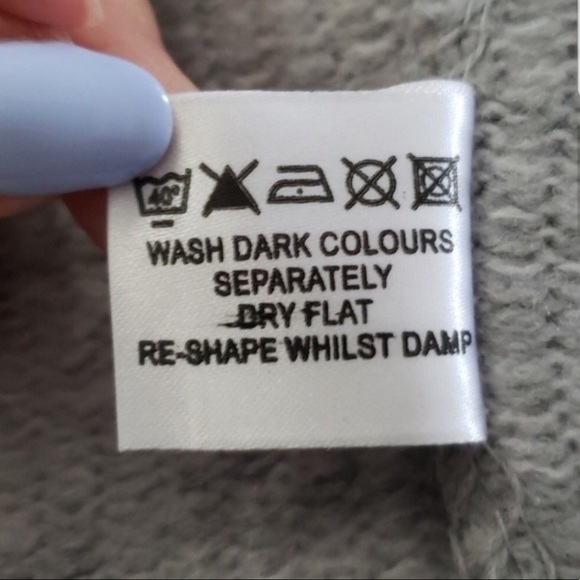 40°
WASH DARK COLOURS
SEPARATELY
DRY FLAT
RE-SHAPE WHILST DAMP